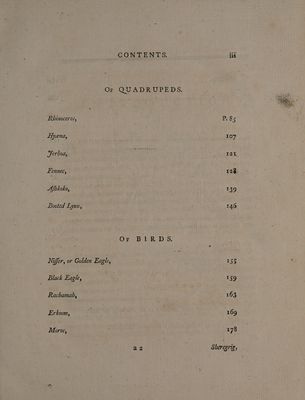 CONTENTS. iii
OF QUADRUPEDS.
Rhinoceros, P. 85
Hyæna, 107
Jerboa, 121
Fennec, 128
Ashkoko, 139
Booted Lynx, 146
OF BIRDS.
Nisser, or Golden Eagle, 155
Black Eagle, 159
Rachamah, 163
Erkoom, 169
Moroc, 178
a 2 Sheregrig,